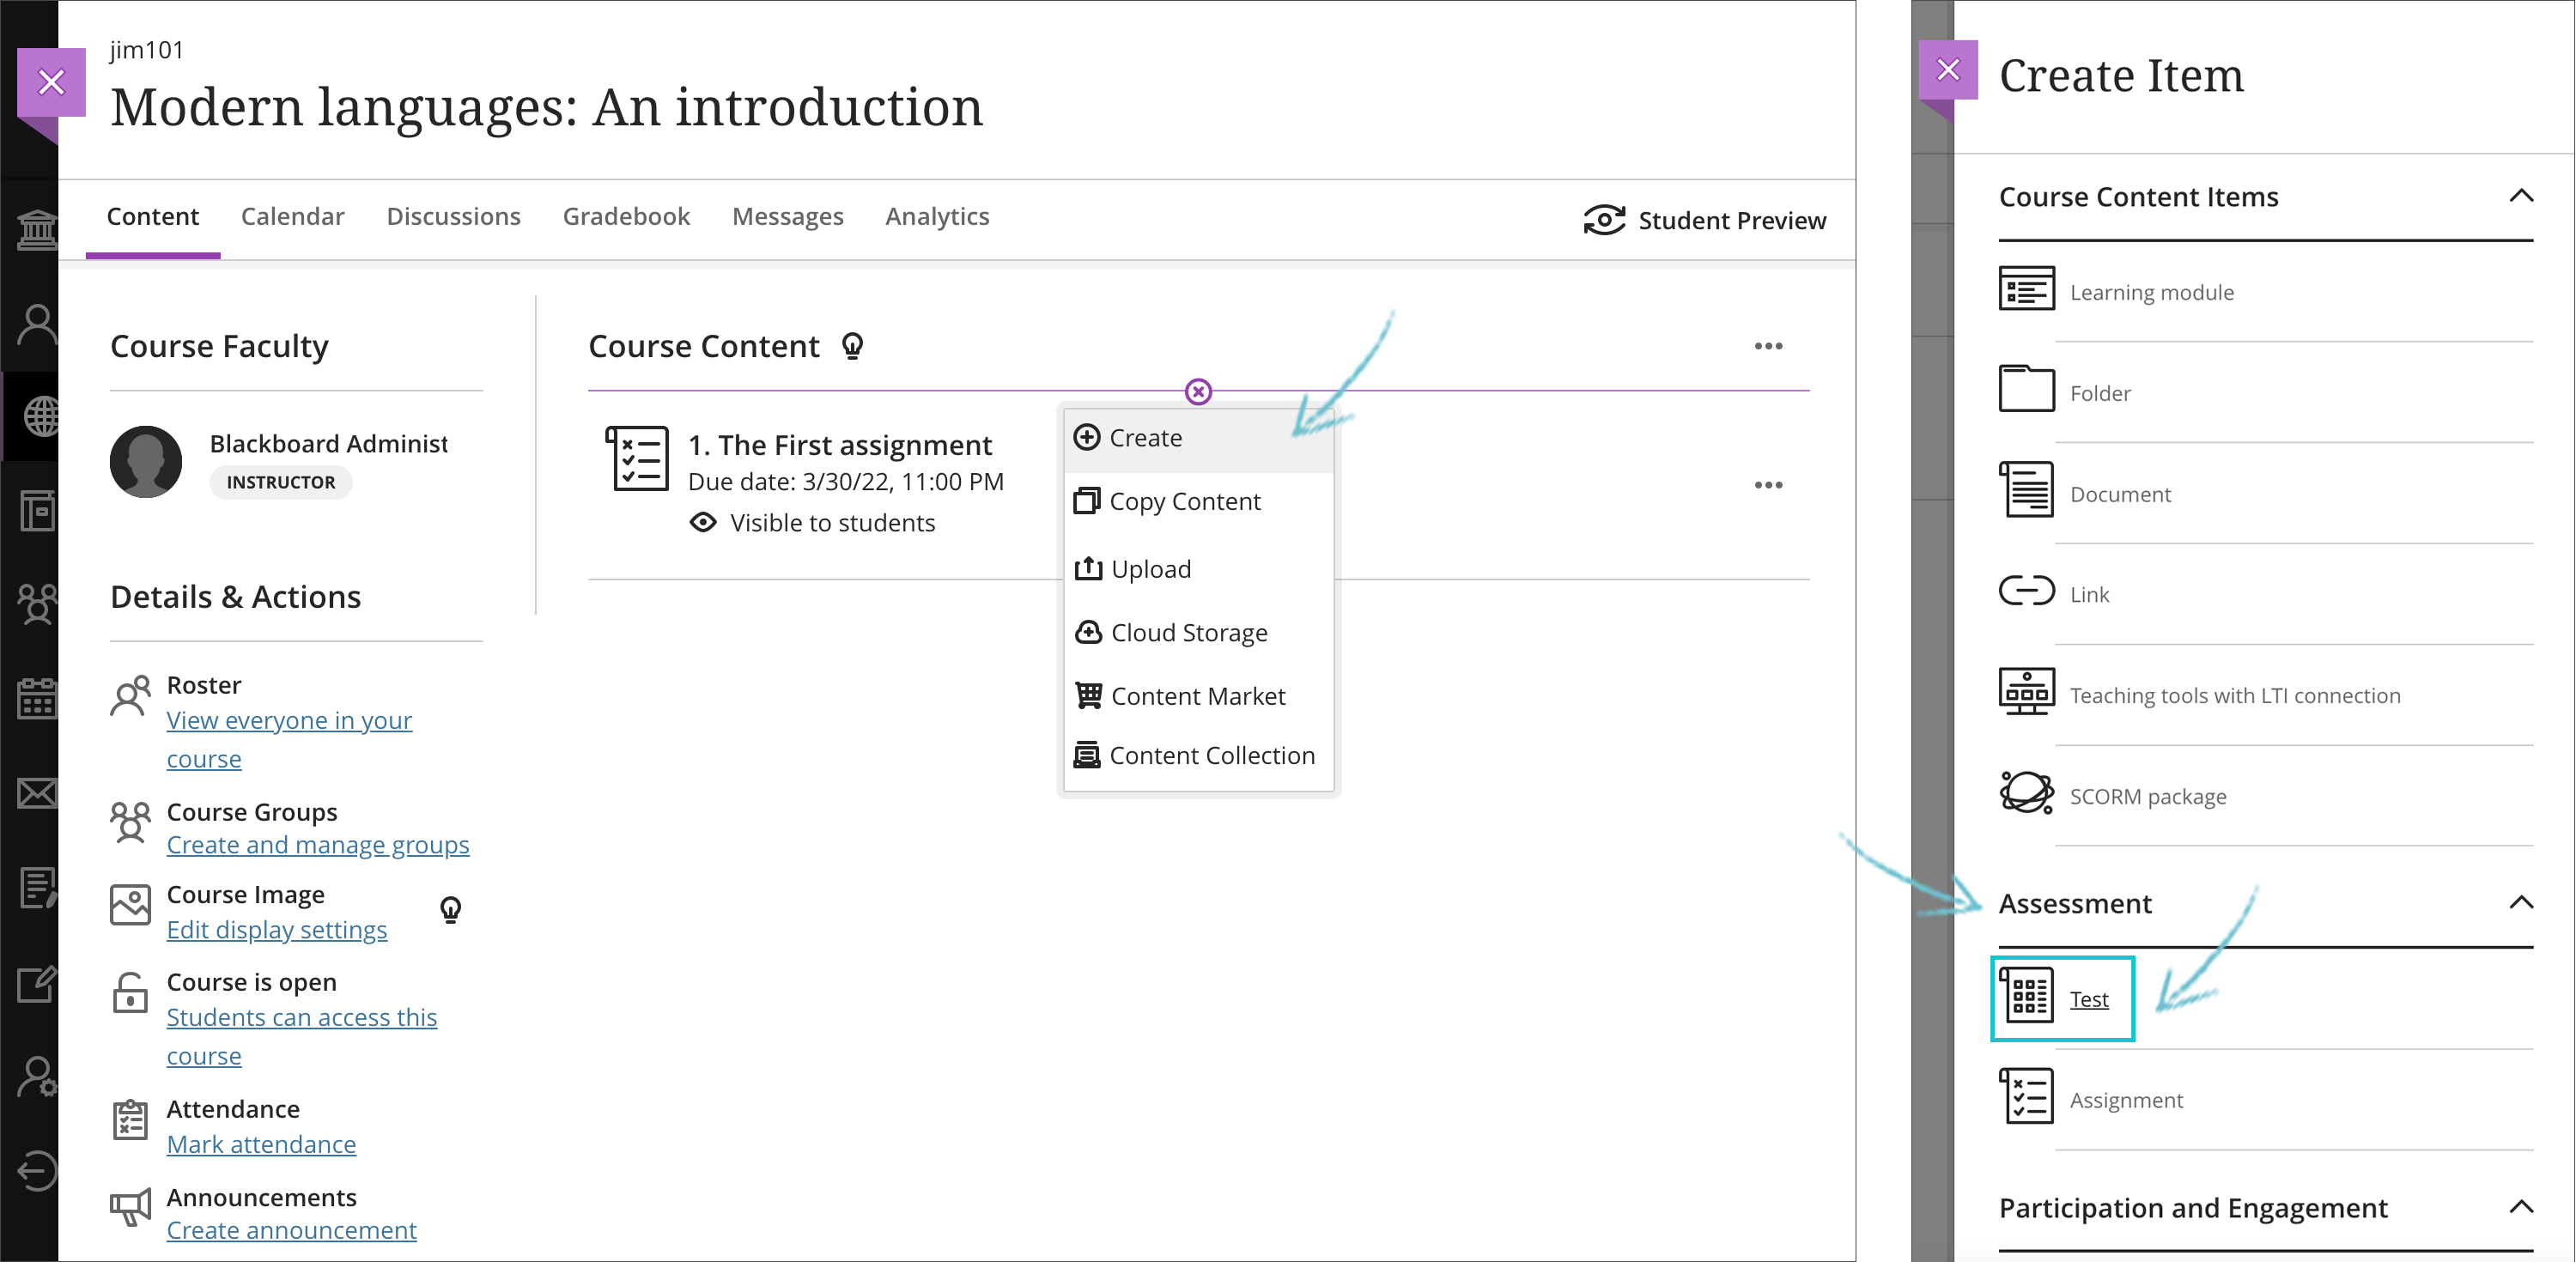 jim101
Modern languages: An introduction
Content
Calendar
Discussions
Gradebook
Messages
Analytics
Student Preview
Course Faculty
Blackboard Administ
INSTRUCTOR
Details & Actions
Roster
View everyone in your
course
Course Groups
Create and manage groups
Course Image
Edit display settings
Course is open
Students can access this
course
Attendance
Mark attendance
Announcements
Create announcement
Course Content
1. The First assignment
Due date: 3/30/22, 11:00 PM
Visible to students
Create
Copy Content
Upload
Cloud Storage
Content Market
Content Collection
Create Item
Course Content Items
Learning module
Folder
Document
Link
Teaching tools with LTI connection
SCORM package
Assessment
Test
Assignment
Participation and Engagement